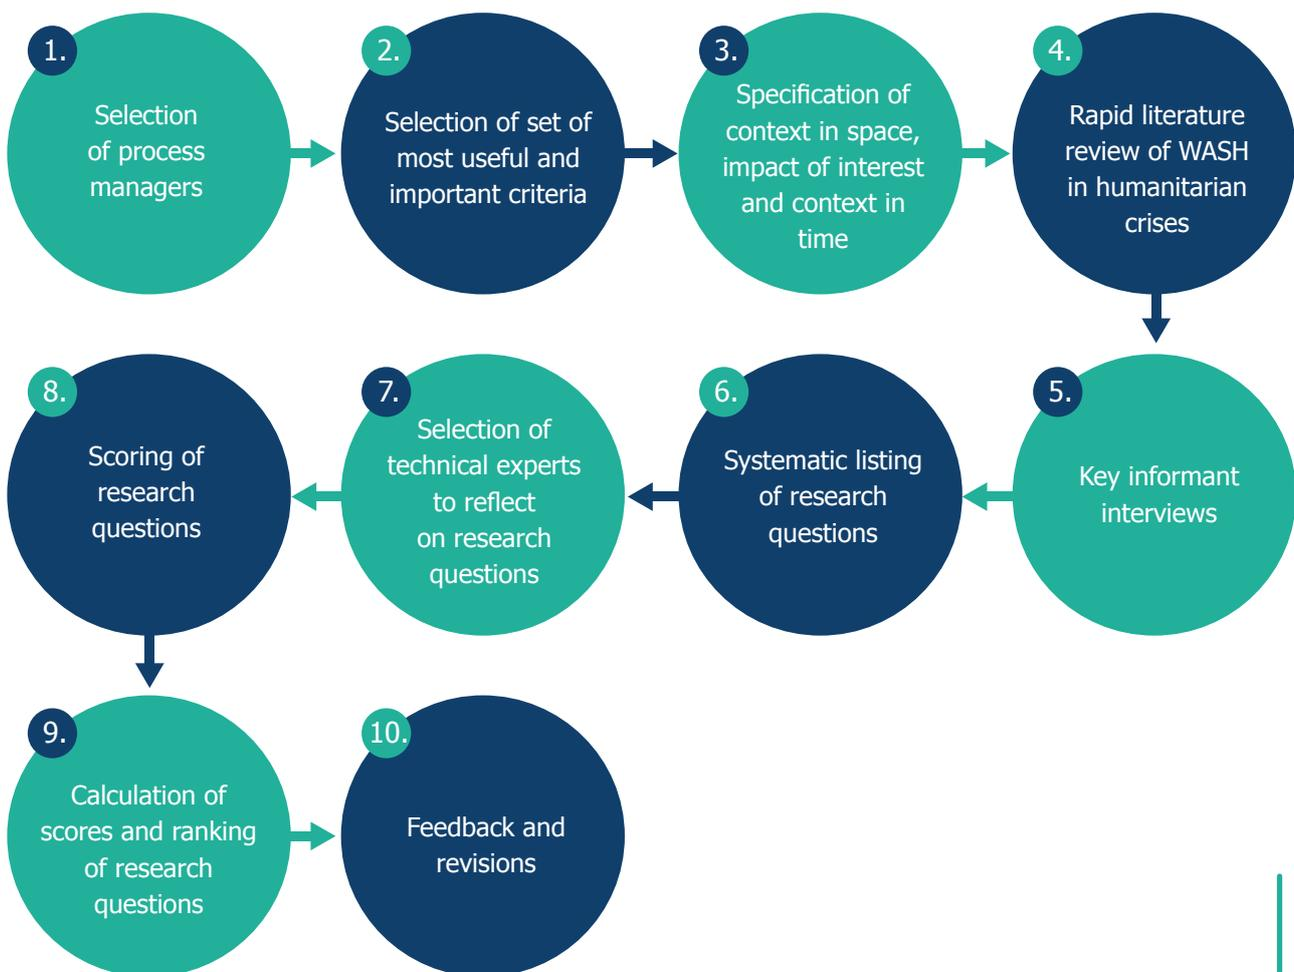 1.
Selection
of process
managers
2.
Selection of set of
most useful and
important criteria
3.
Specification of
context in space,
impact of interest
and context in
time
4.
Rapid literature
review of WASH
in humanitarian
crises
5.
Key informant
interviews
6.
Systematic listing
of research
questions
7.
Selection of
technical experts
to reflect
on research
questions
8.
Scoring of
research
questions
9.
Calculation of
scores and ranking
of research
questions
10.
Feedback and
revisions